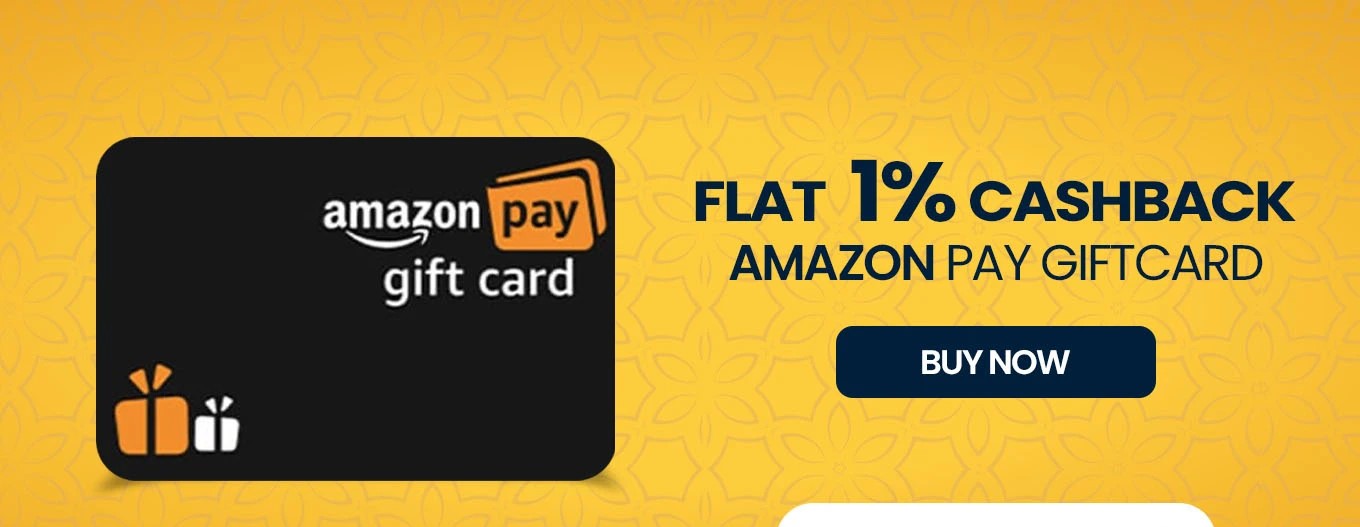 amazon pay
gift card
FLAT 1% CASHBACK
AMAZON PAY GIFTCARD
BUY NOW